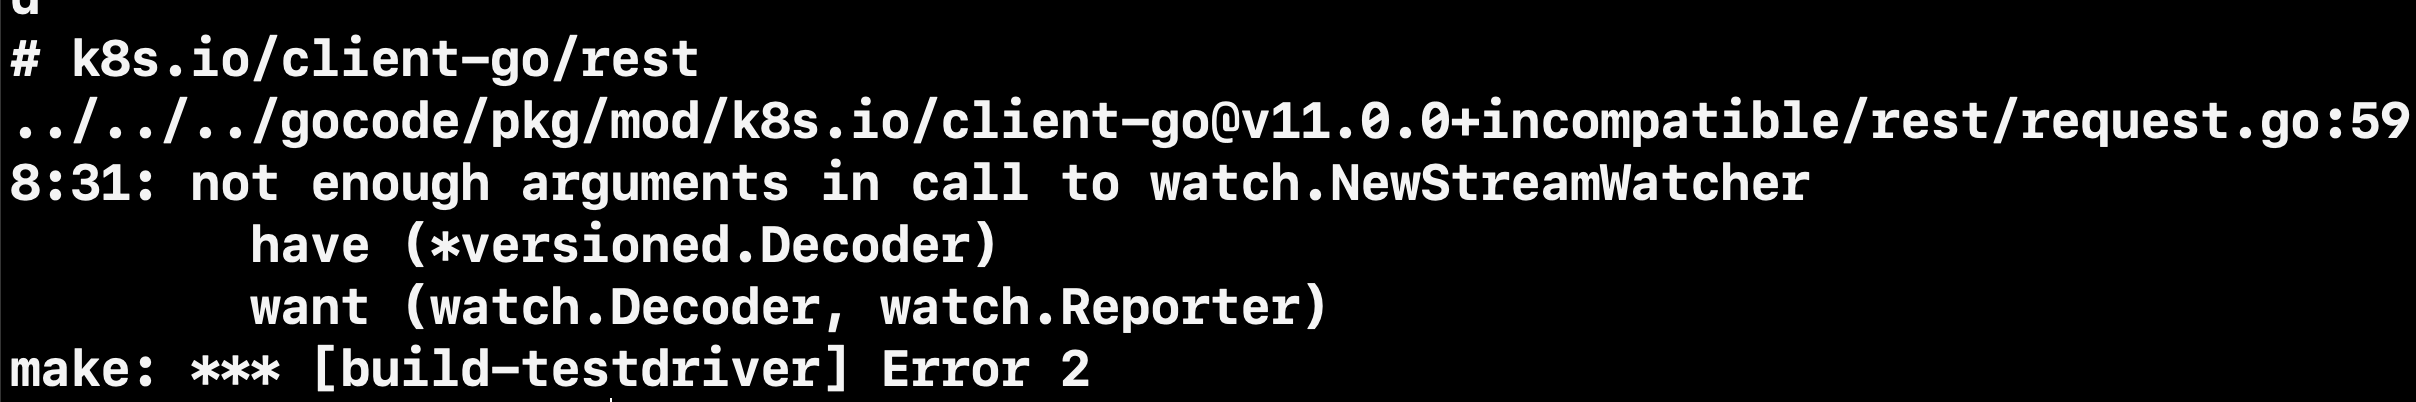 # k8s.io/client-go/rest
../../../gocode/pkg/mod/k8s.io/client-go@v11.0.0+incompatible/rest/request.go:59
8:31: not enough arguments in call to watch.NewStreamWatcher
        have (*versioned.Decoder)
        want (watch.Decoder, watch.Reporter)
make: *** [build-testdriver] Error 2